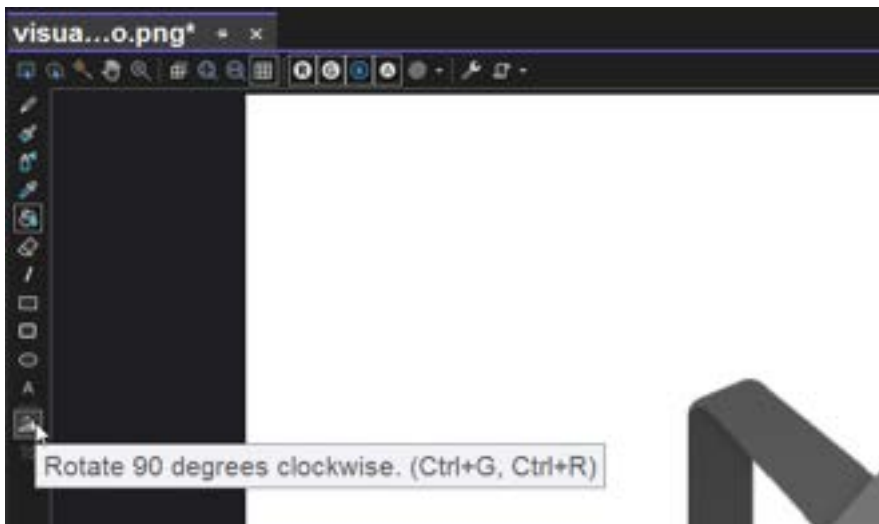 visua...o.png*
R G B A
A
Rotate 90 degrees clockwise. (Ctrl+G, Ctrl+R)